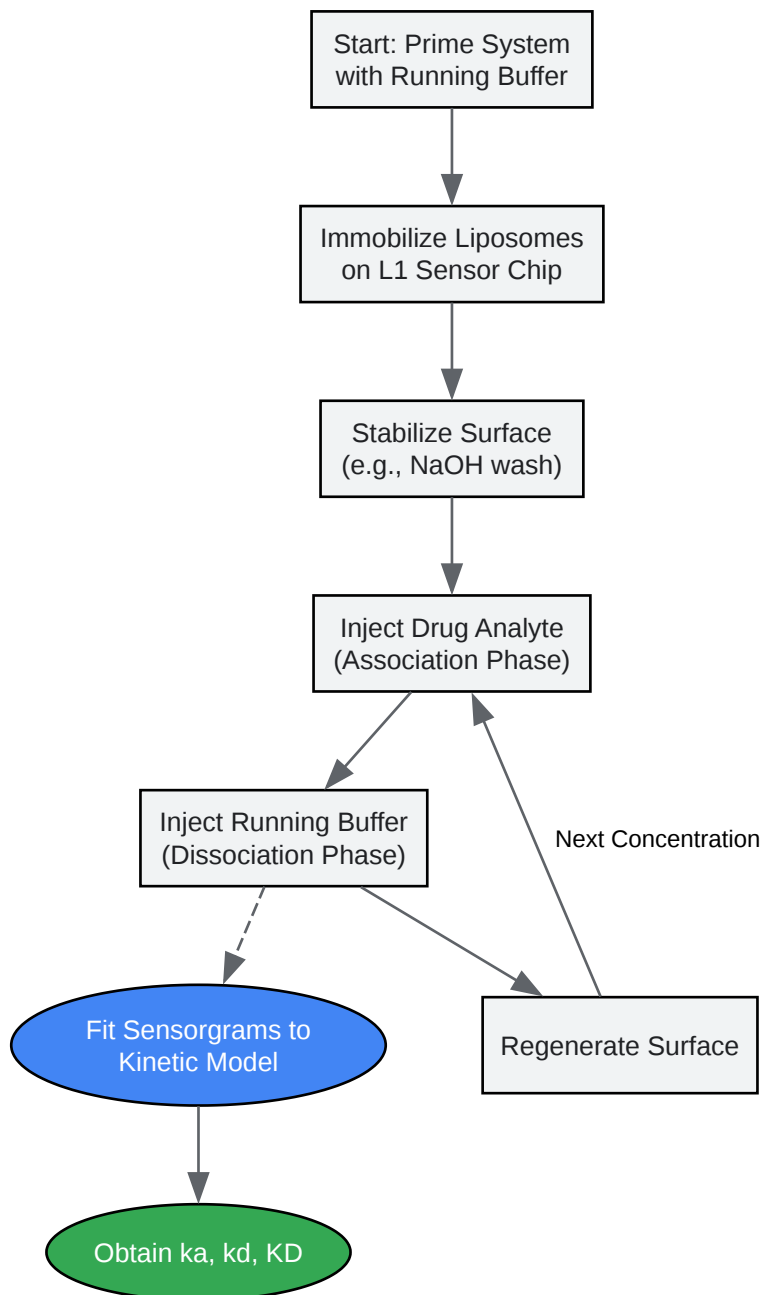 Start: Prime System
with Running Buffer
Immobilize Liposomes
on L1 Sensor Chip
Stabilize Surface
(e.g., NaOH wash)
Inject Drug Analyte
(Association Phase)
Inject Running Buffer
(Dissociation Phase)
Next Concentration
Fit Sensorgrams to
Kinetic Model
Regenerate Surface
Obtain ka, kd, KD